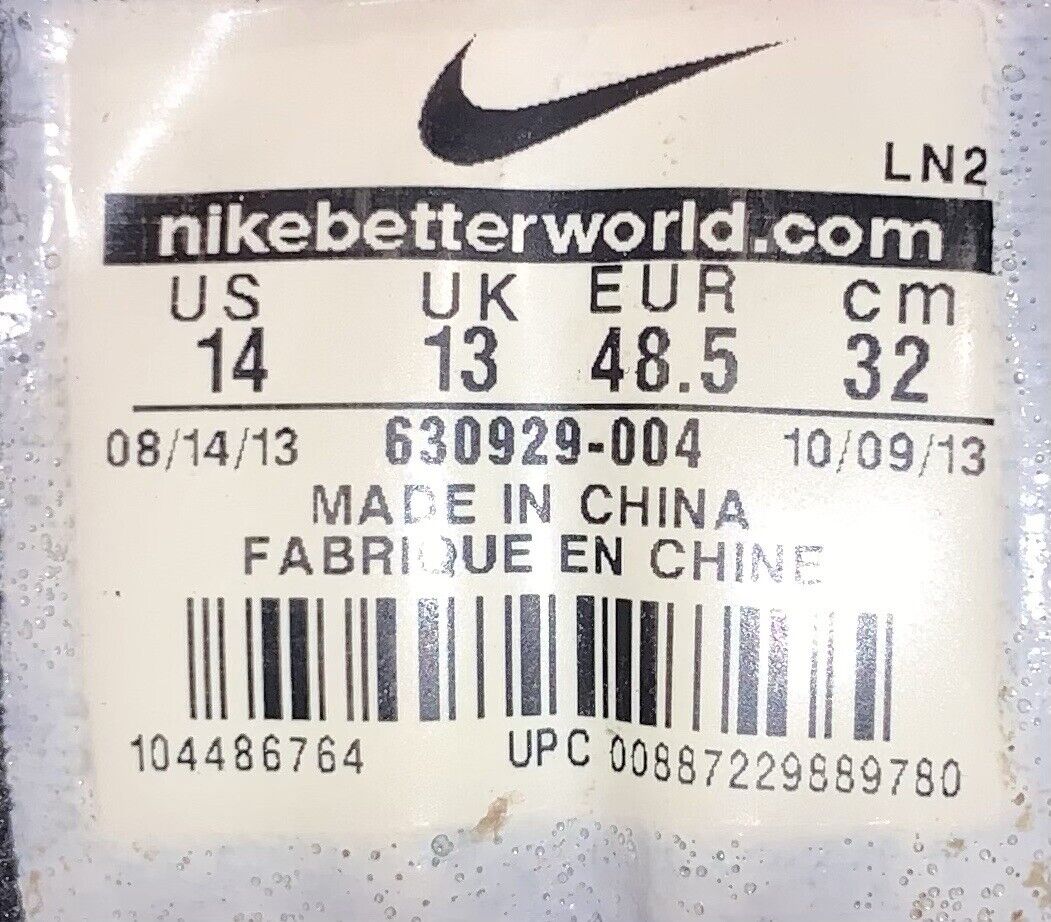 LN2
nikebetterworld.com
US UK EUR cm
14 13 48.5 32
08/14/13 630929-004 10/09/13
MADE IN CHINA
FABRIQUE EN CHINE
104486764 UPC 00887229889780